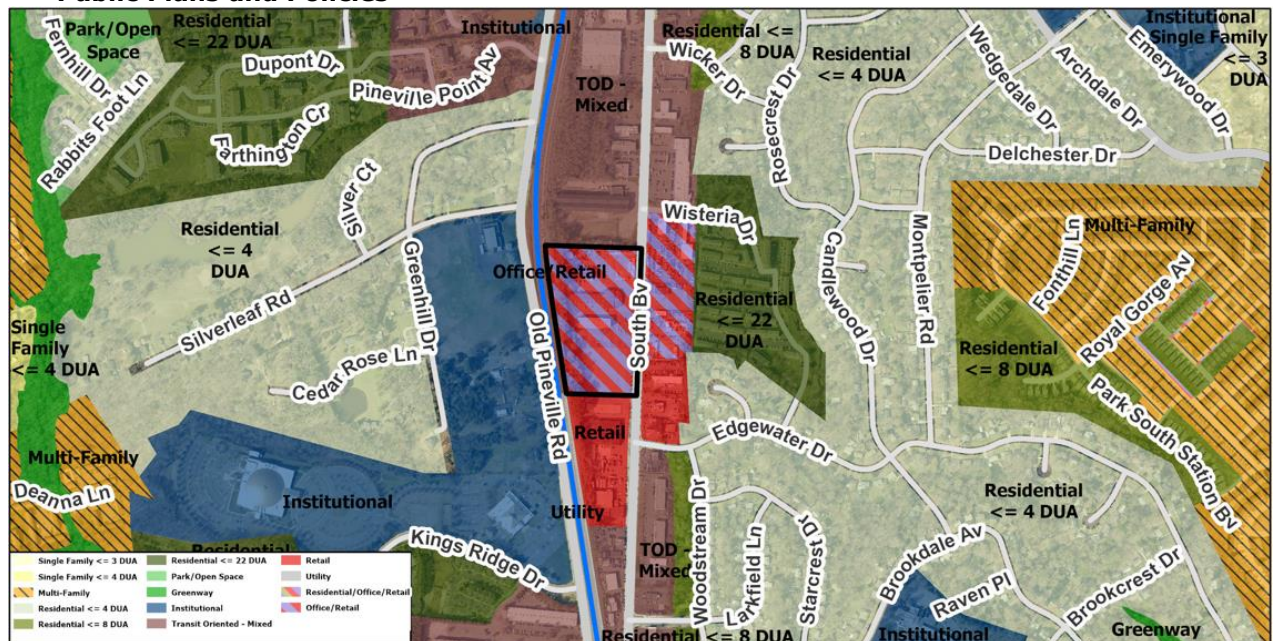 Public Plans and Policies
Park/Open
Space
Residential
<= 22 DUA
Institutional
Residential <=
8 DUA
Residential
<= 4 DUA
Institutional
Single Family
<= 3
DUA
Fernhill Dr
Rabbits Foot Ln
Dupont Dr
Pineville Point Av
Farthington Cr
TOD -
Mixed
Wicker Dr
Rosecrest Dr
Wedgedale Dr
Archdale Dr
Emerywood Dr
Delchester Dr
Silver Ct
Residential
<= 4
DUA
Wisteria Dr
Candlewood Dr
Montpelier Rd
Multi-Family
Fonthill Ln
Royal Gorge Av
Greenhill Dr
Office/Retail
South Bv
Residential
<= 22
DUA
Silverleaf Rd
Old Pineville Rd
Single
Family
<= 4 DUA
Cedar Rose Ln
Residential
<= 8 DUA
Park South Station Bv
Retail
Edgewater Dr
Multi-Family
Deanna Ln
Institutional
Utility
Residential
<= 4 DUA
Kings Ridge Dr
TOD -
Mixed
Woodstream Dr
Larkfield Ln
Starcrest Dr
Brookdale Av
Raven Pl
Brookcrest Dr
Residential
Residential <= 8 DUA
Institutional
Greenway
Single Family <= 3 DUA
Single Family <= 4 DUA
Multi-Family
Residential <= 4 DUA
Residential <= 8 DUA
Residential <= 22 DUA
Park/Open Space
Greenway
Institutional
Transit Oriented - Mixed
Retail
Utility
Residential/Office/Retail
Office/Retail